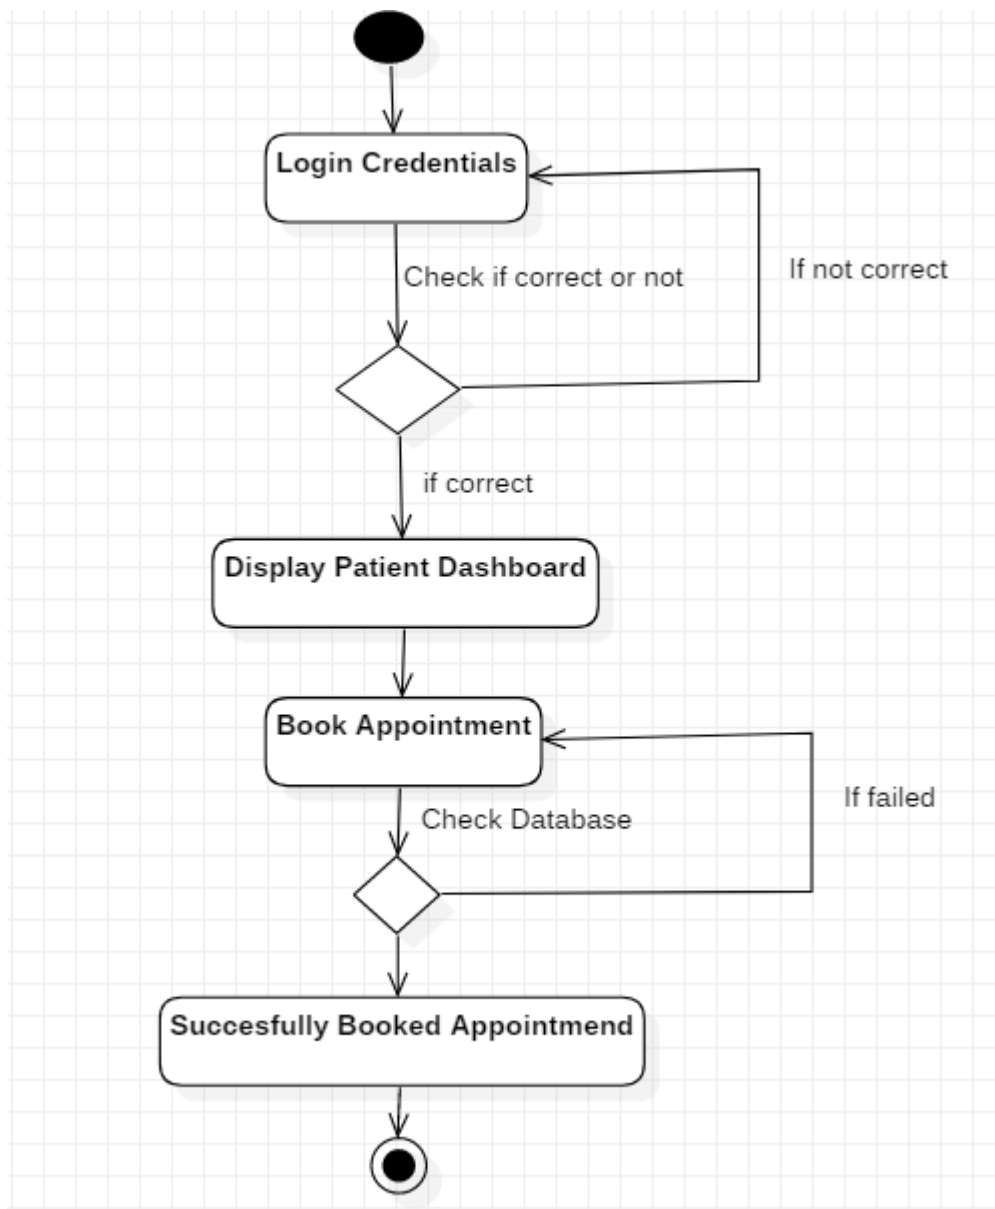 Login Credentials
If not correct
Check if correct or not
if correct
Display Patient Dashboard
Book Appointment
If failed
Check Database
Succesfully Booked Appointmend